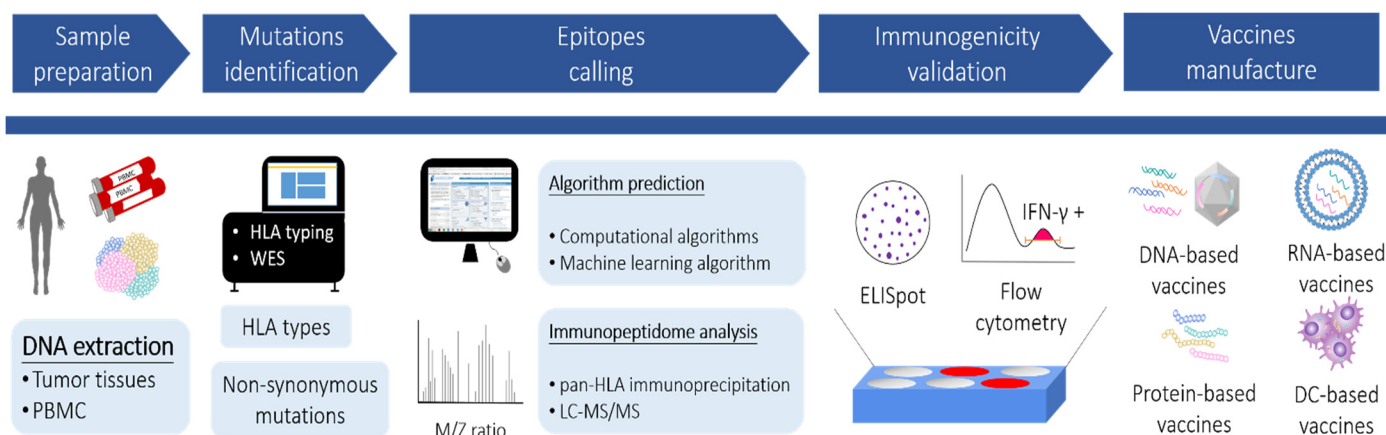 Sample
preparation
Mutations
identification
Epitopes
calling
Immunogenicity
validation
Vaccines
manufacture
PBMC
PBMC
DNA extraction
• Tumor tissues
• PBMC
• HLA typing
• WES
HLA types
Non-synonymous
mutations
M/Z ratio
Algorithm prediction
• Computational algorithms
• Machine learning algorithm
Immunopeptidome analysis
• pan-HLA immunoprecipitation
• LC-MS/MS
ELISpot
IFN-γ +
Flow
cytometry
DNA-based
vaccines
RNA-based
vaccines
Protein-based
vaccines
DC-based
vaccines